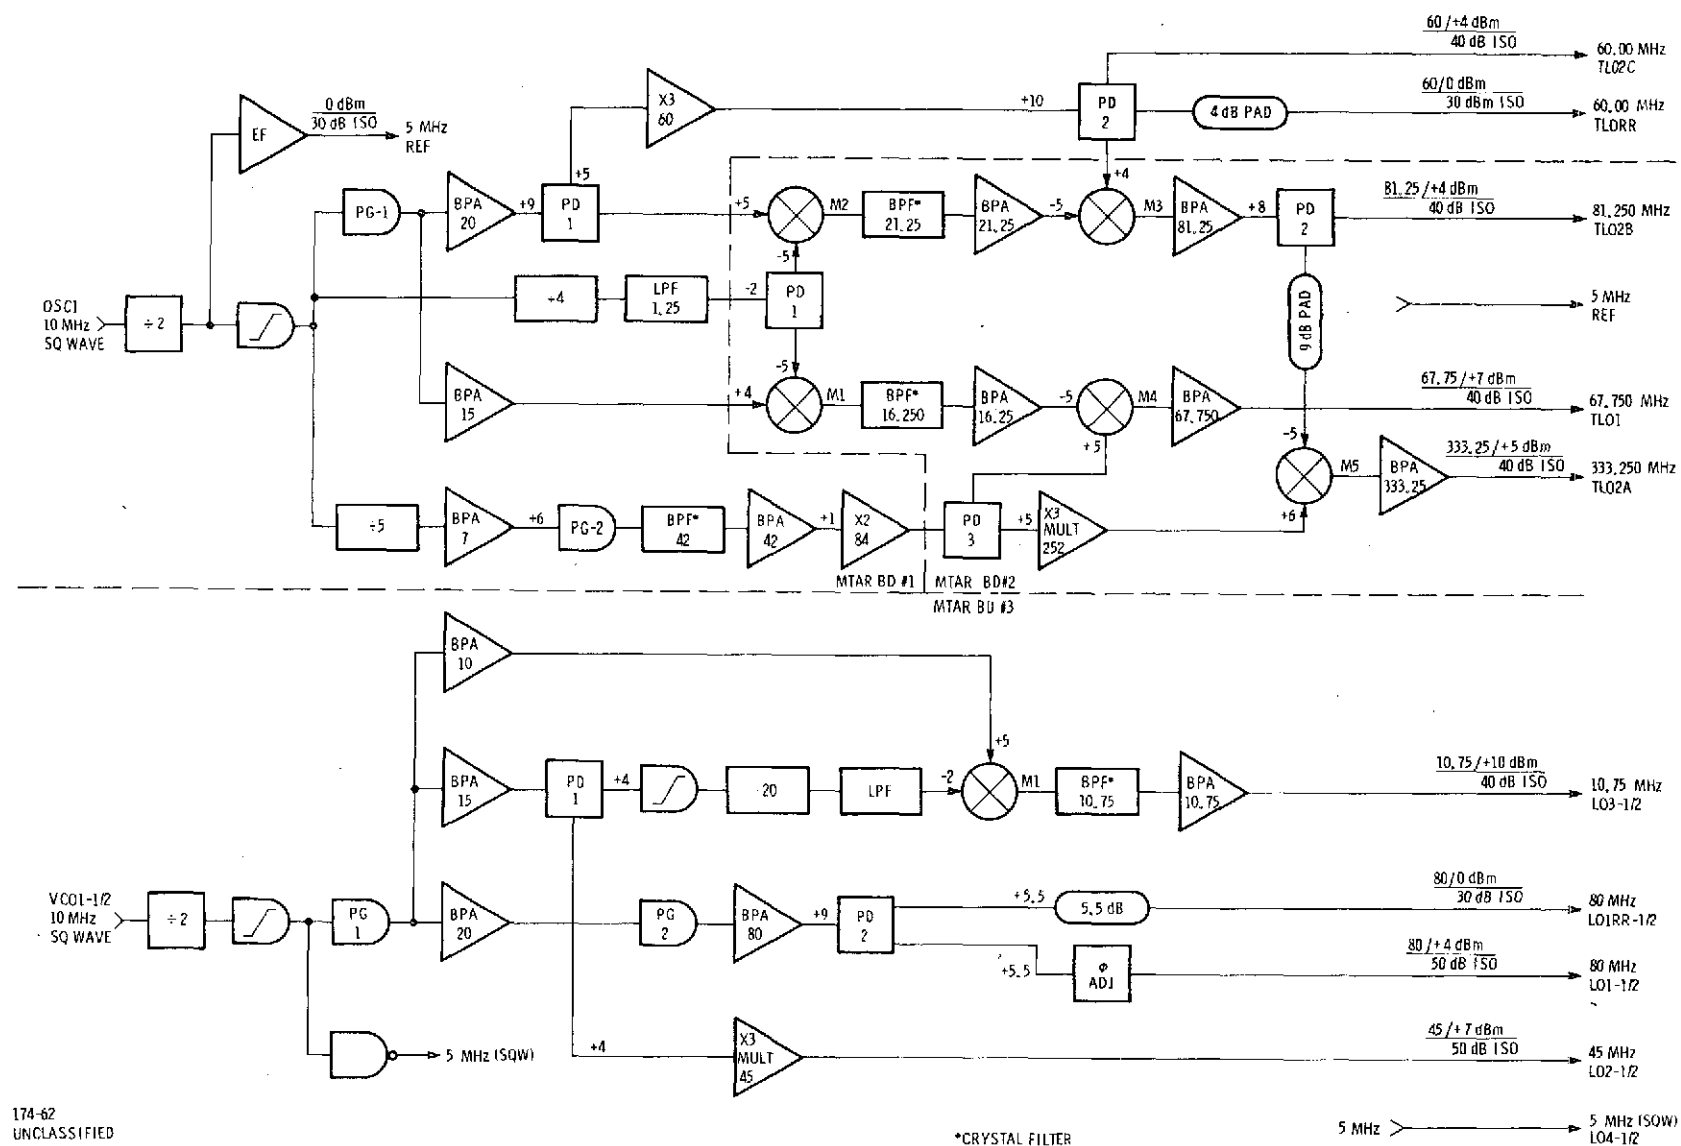 60/+4 dBm
40 dB ISO
60.00 MHz
TL02C
60/0 dBm
30 dBm ISO
60.00 MHz
TLORR
X3
60
+10
PD
2
4 dB PAD
+4
EF
0 dBm
30 dB ISO
5 MHz
REF
+5
PG-1
BPA
20
+9
PD
1
+5
M2
BPF*
21.25
BPA
21.25
-5
M3
BPA
81.25
+8
PD
2
81.25/+4 dBm
40 dB ISO
81.250 MHz
TL02B
-5
OSCI
10 MHz
SQ WAVE
÷2
÷4
LPF
1.25
-2
PD
1
9 dB PAD
5 MHz
REF
-5
BPA
15
+4
M1
BPF*
16.250
BPA
16.25
-5
M4
BPA
67.750
67.75/+7 dBm
40 dB ISO
67.750 MHz
TL01
+5
-5
M5
BPA
333.25
333.25/+5 dBm
40 dB ISO
333.250 MHz
TL02A
+6
÷5
BPA
7
+6
PG-2
BPF*
42
BPA
42
+1
X2
84
PD
3
+5
X3
MULT
252
MTAR BD #1
MTAR BD#2
MTAR BD #3
BPA
10
+5
BPA
15
PD
1
+4
20
LPF
-2
M1
BPF*
10.75
BPA
10.75
10.75/+10 dBm
40 dB ISO
10.75 MHz
L03-1/2
VC01-1/2
10 MHz
SQ WAVE
÷2
PG
1
BPA
20
PG
2
BPA
80
+9
PD
2
+5.5
5.5 dB
80/0 dBm
30 dB ISO
80 MHz
L01RR-1/2
+5.5
Φ
ADJ
80/+4 dBm
50 dB ISO
80 MHz
L01-1/2
5 MHz (SQW)
+4
X3
MULT
45
45/+7 dBm
50 dB ISO
45 MHz
L02-1/2
174-62
UNCLASSIFIED
*CRYSTAL FILTER
5 MHz
5 MHz (SQW)
L04-1/2